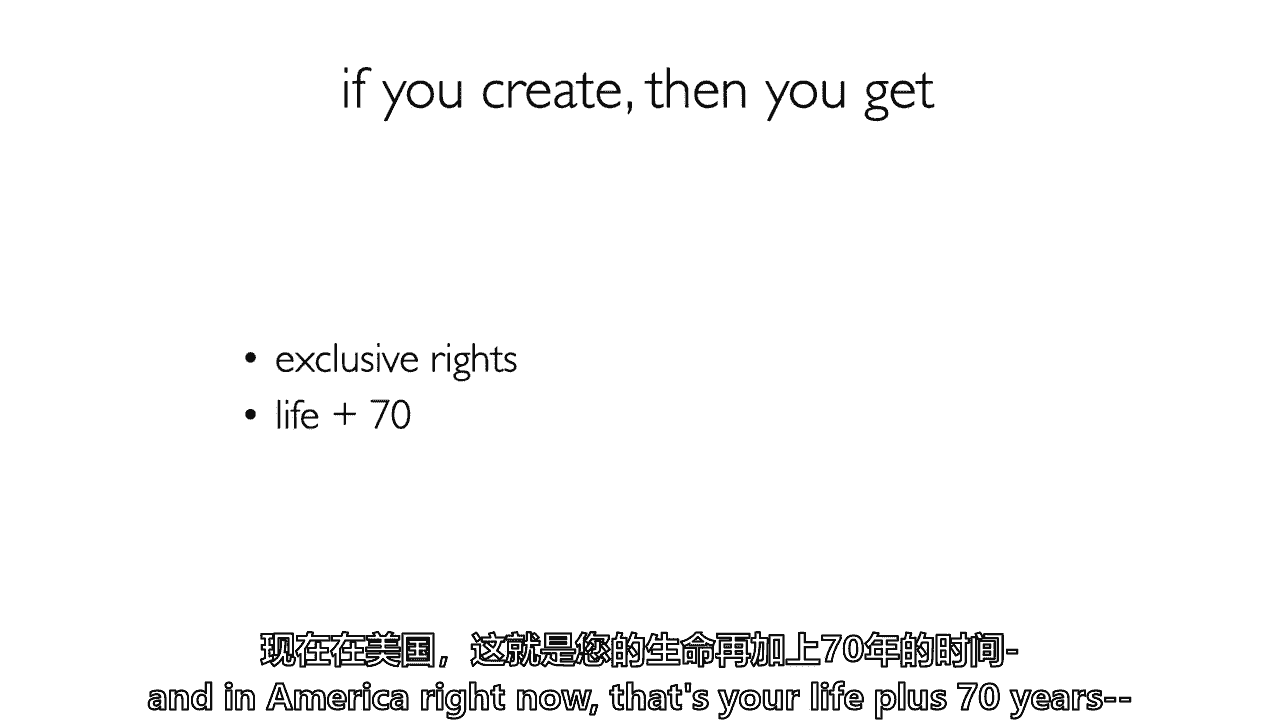 if you create, then you get
• exclusive rights
• life + 70
现在在美国，这就是您的生命再加上70年的时间-
and in America right now, that's your life plus 70 years--